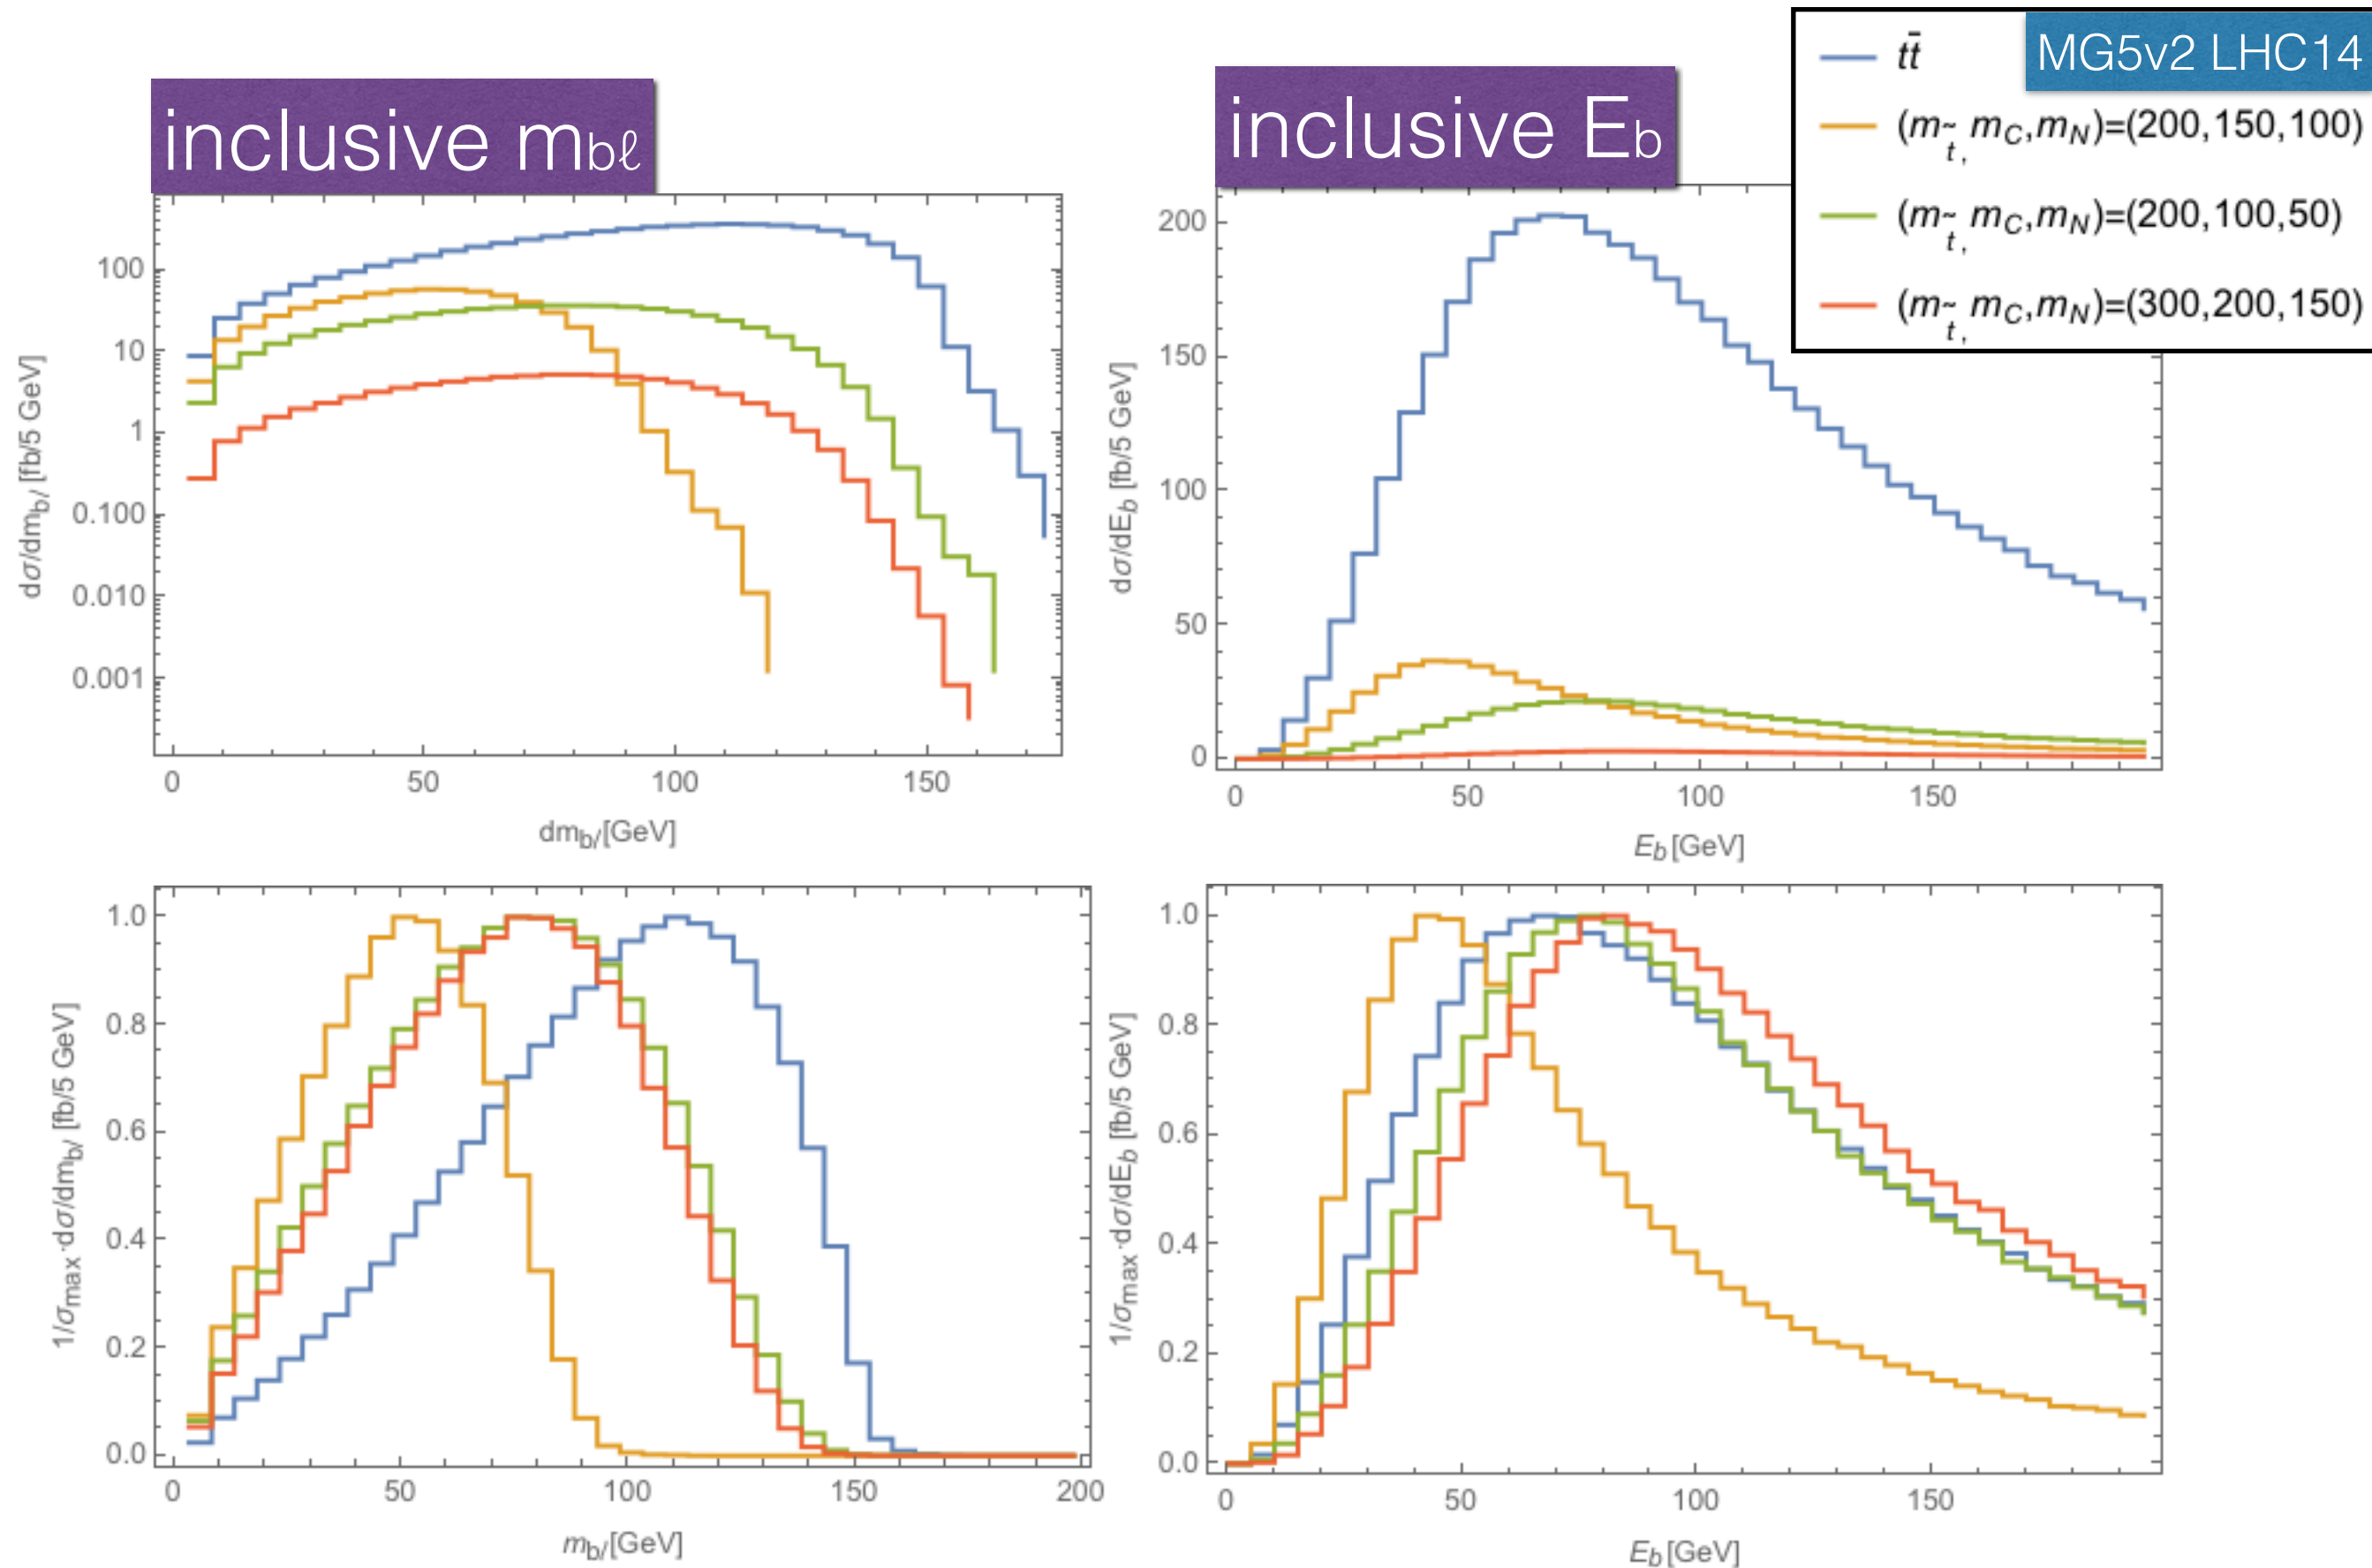 inclusive mbℓ
inclusive Eb
MG5v2 LHC14
tt̄
(m t̃, mC,mN)=(200,150,100)
(m t̃, mC,mN)=(200,100,50)
(m t̃, mC,mN)=(300,200,150)
dσ/dmb/ [fb/5 GeV]
100
10
1
0.100
0.010
0.001
0 50 100 150
dmb/[GeV]
dσ/dEb [fb/5 GeV]
200
150
100
50
0
0 50 100 150
Eb[GeV]
1/σmax·dσ/dmb/ [fb/5 GeV]
1.0
0.8
0.6
0.4
0.2
0.0
0 50 100 150 200
mb/[GeV]
1/σmax·dσ/dEb [fb/5 GeV]
1.0
0.8
0.6
0.4
0.2
0.0
0 50 100 150
Eb[GeV]